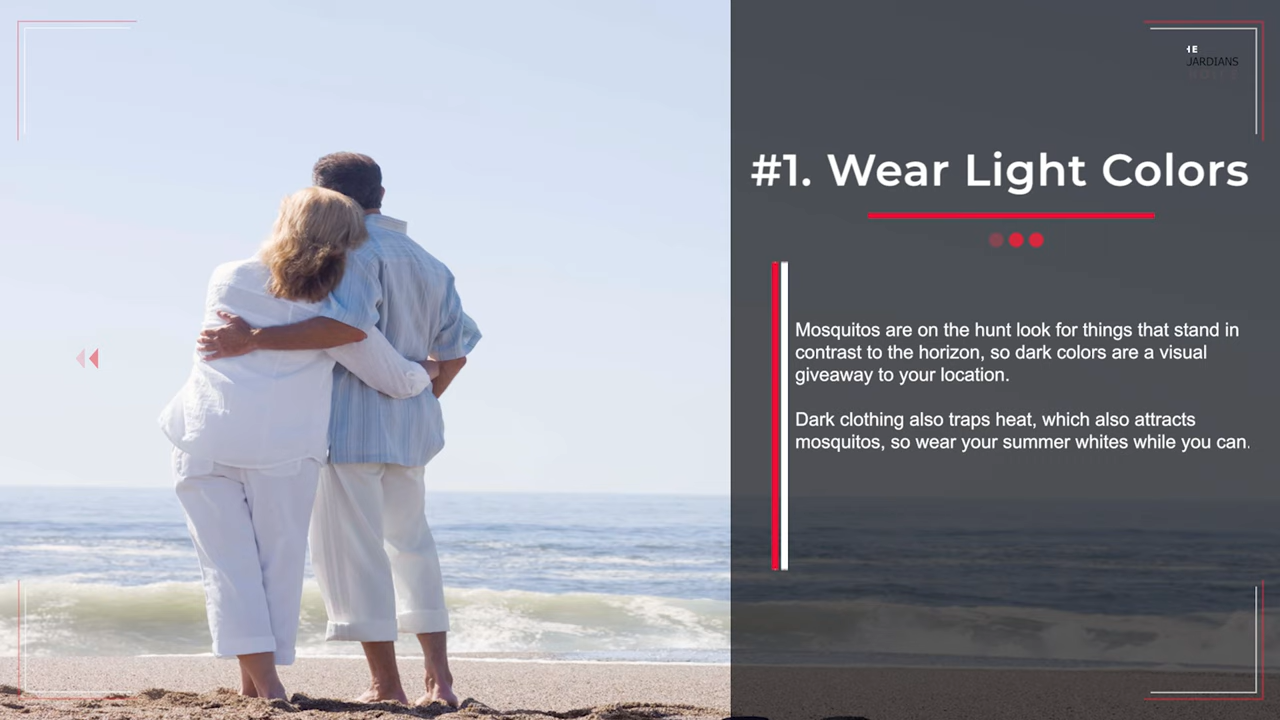 #1. Wear Light Colors
Mosquitos are on the hunt look for things that stand in
contrast to the horizon, so dark colors are a visual
giveaway to your location.
Dark clothing also traps heat, which also attracts
mosquitos, so wear your summer whites while you can.